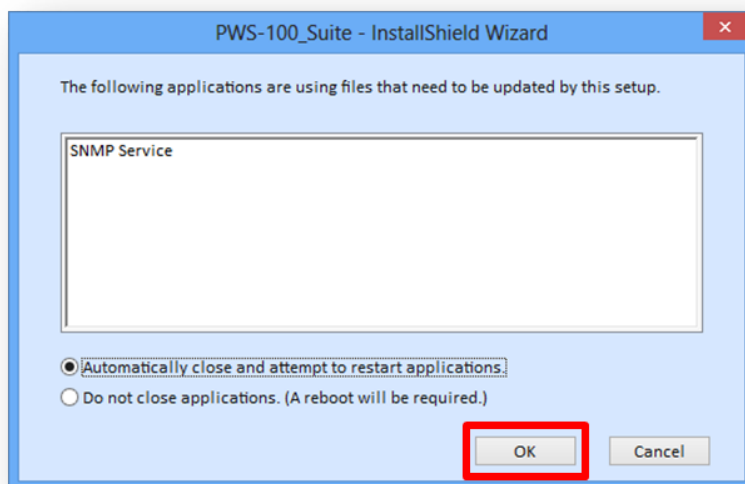 PWS-100_Suite - InstallShield Wizard
The following applications are using files that need to be updated by this setup.
SNMP Service
Automatically close and attempt to restart applications.
Do not close applications. (A reboot will be required.)
OK Cancel